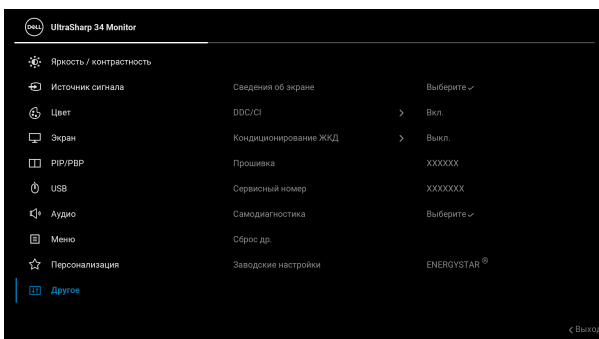 DELL UltraSharp 34 Monitor
Яркость / контрастность
Источник сигнала Сведения об экране Выберите ✓
Цвет DDC/CI > Вкл.
Экран Кондиционирование ЖКД > Выкл.
PIP/PBP Прошивка XXXXXX
USB Сервисный номер XXXXXXX
Аудио Самодиагностика Выберите ✓
Меню Сброс др.
Персонализация Заводские настройки ENERGYSTAR ®
Другое
< Выход